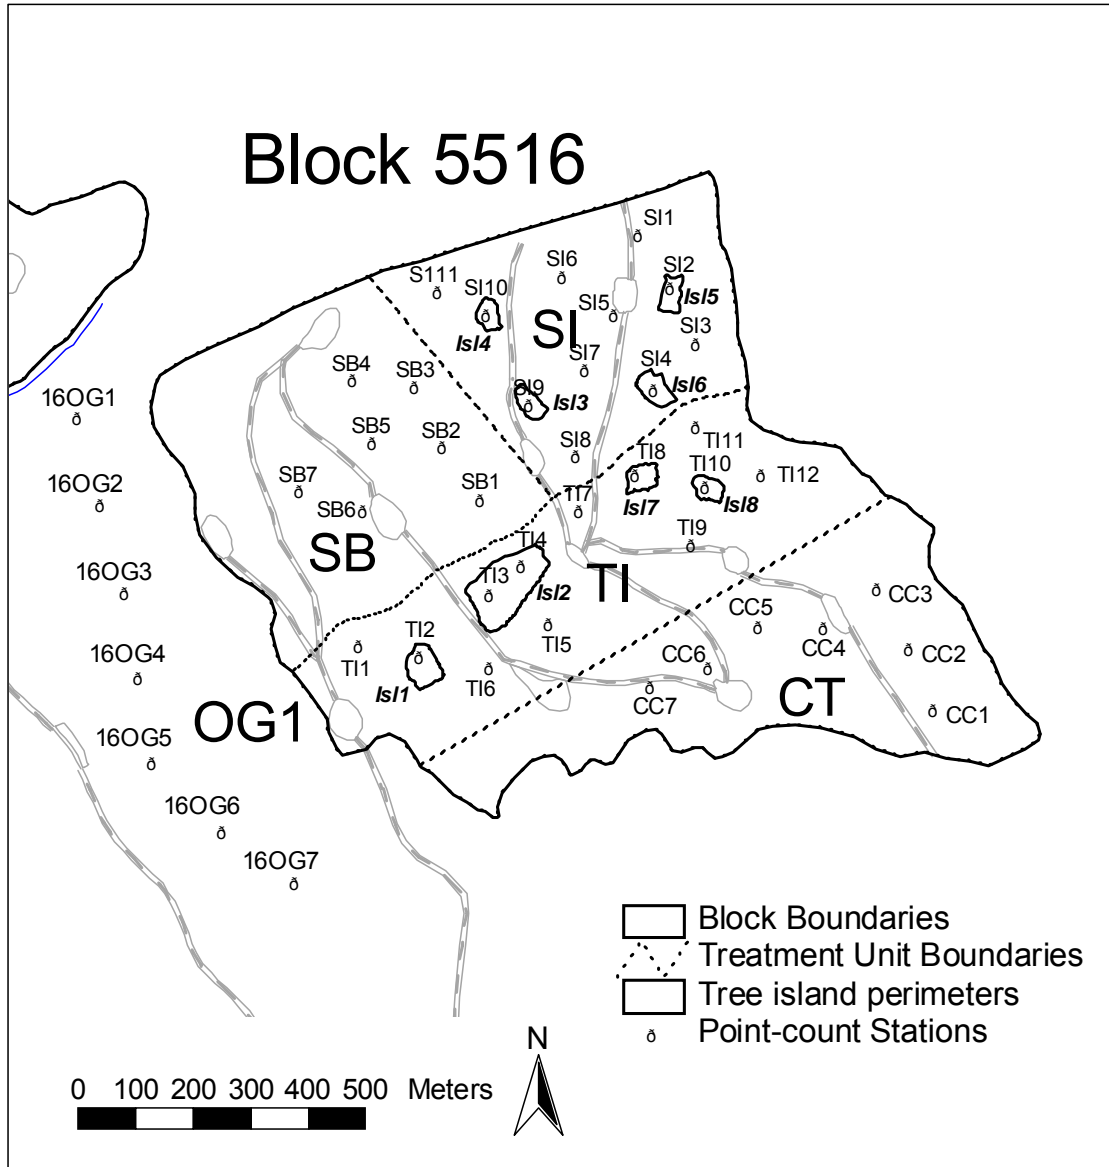 Block 5516
SI1
SI6
SI2
S111
SI10
Isl5
SI5
SI
SI3
Isl4
SI7
SI4
SB4
SB3
SI9
Isl3
Isl6
16OG1
SB5
SB2
SI8
TI11
TI8
TI10
TI12
SB7
16OG2
SB1
TI7
Isl7
Isl8
SB6
SB
TI4
TI9
16OG3
TI3
Isl2
TI
CC3
CC5
TI2
TI5
CC4
16OG4
TI1
CC6
CC2
Isl1
TI6
CC7
CT
CC1
OG1
16OG5
16OG6
16OG7
Block Boundaries
Treatment Unit Boundaries
Tree island perimeters
Point-count Stations
N
0 100 200 300 400 500 Meters